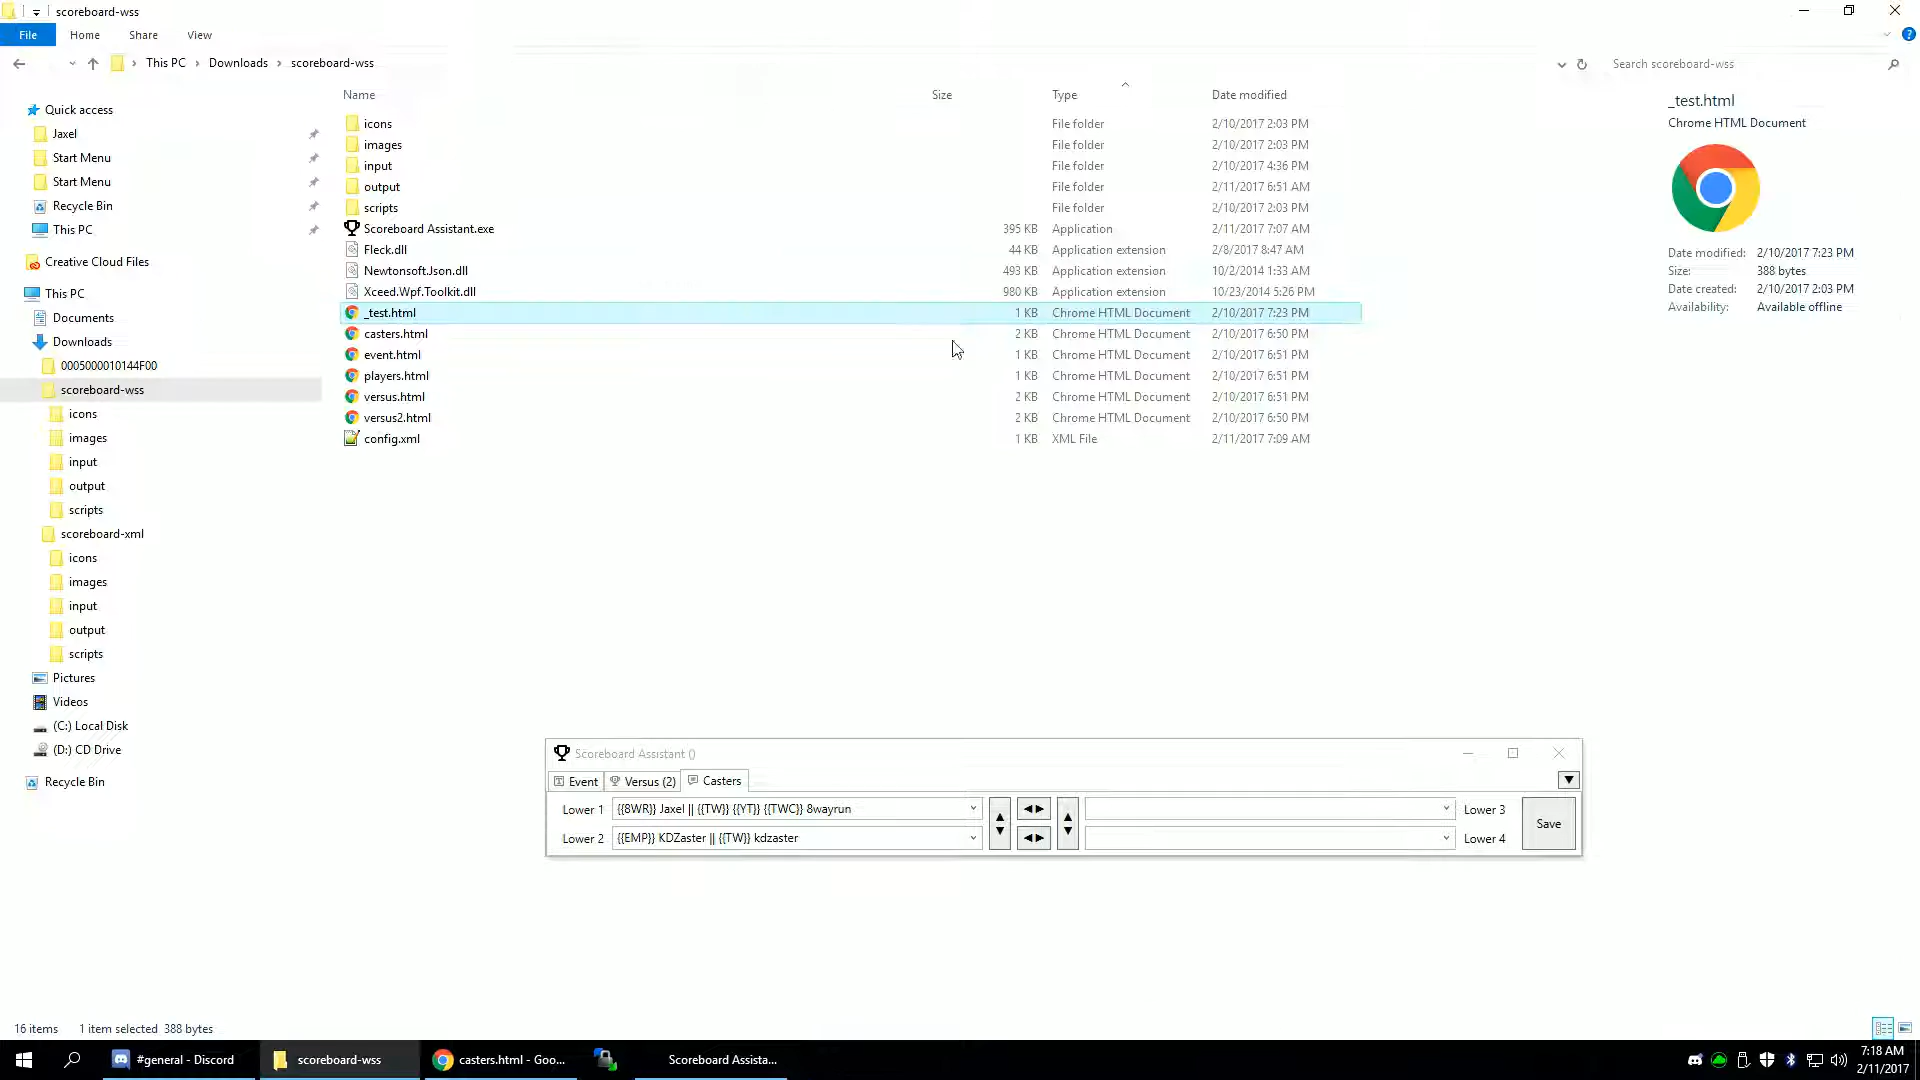 scoreboard-wss
File Home Share View
This PC Downloads scoreboard-wss Search scoreboard-wss
Name Size Type Date modified
Quick access
Jaxel
Start Menu
Start Menu
Recycle Bin
This PC
Creative Cloud Files
This PC
Documents
Downloads
0005000010144F00
scoreboard-wss
icons
images
input
output
scripts
scoreboard-xml
icons
images
input
output
scripts
Pictures
Videos
(C:) Local Disk
(D:) CD Drive
Recycle Bin
icons File folder 2/10/2017 2:03 PM
images File folder 2/10/2017 2:03 PM
input File folder 2/10/2017 4:36 PM
output File folder 2/11/2017 6:51 AM
scripts File folder 2/10/2017 2:03 PM
Scoreboard Assistant.exe 395 KB Application 2/11/2017 7:07 AM
Fleck.dll 44 KB Application extension 2/8/2017 8:47 AM
Newtonsoft.Json.dll 493 KB Application extension 10/2/2014 1:33 AM
Xceed.Wpf.Toolkit.dll 980 KB Application extension 10/23/2014 5:26 PM
_test.html 1 KB Chrome HTML Document 2/10/2017 7:23 PM
casters.html 2 KB Chrome HTML Document 2/10/2017 6:50 PM
event.html 1 KB Chrome HTML Document 2/10/2017 6:51 PM
players.html 1 KB Chrome HTML Document 2/10/2017 6:51 PM
versus.html 2 KB Chrome HTML Document 2/10/2017 6:51 PM
versus2.html 2 KB Chrome HTML Document 2/10/2017 6:50 PM
config.xml 1 KB XML File 2/11/2017 7:09 AM
_test.html
Chrome HTML Document
Date modified: 2/10/2017 7:23 PM
Size: 388 bytes
Date created: 2/10/2017 2:03 PM
Availability: Available offline
Scoreboard Assistant ()
Event Versus (2) Casters
Lower 1 {{8WR}} Jaxel || {{TW}} {{YT}} {{TWC}} 8wayrun Lower 3
Lower 2 {{EMP}} KDZaster || {{TW}} kdzaster Lower 4
Save
16 items 1 item selected 388 bytes
#general - Discord scoreboard-wss casters.html - Goo... Scoreboard Assista...
7:18 AM
2/11/2017